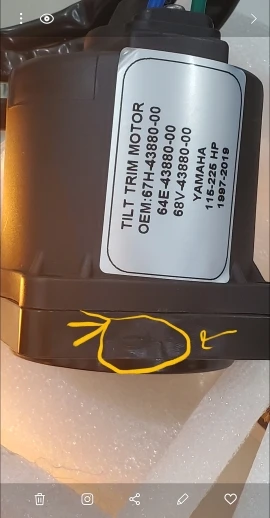 TILT TRIM MOTOR
OEM:67H-43880-00
64E-43880-00
68V-43880-00
YAMAHA
115-225 HP
1997-2019